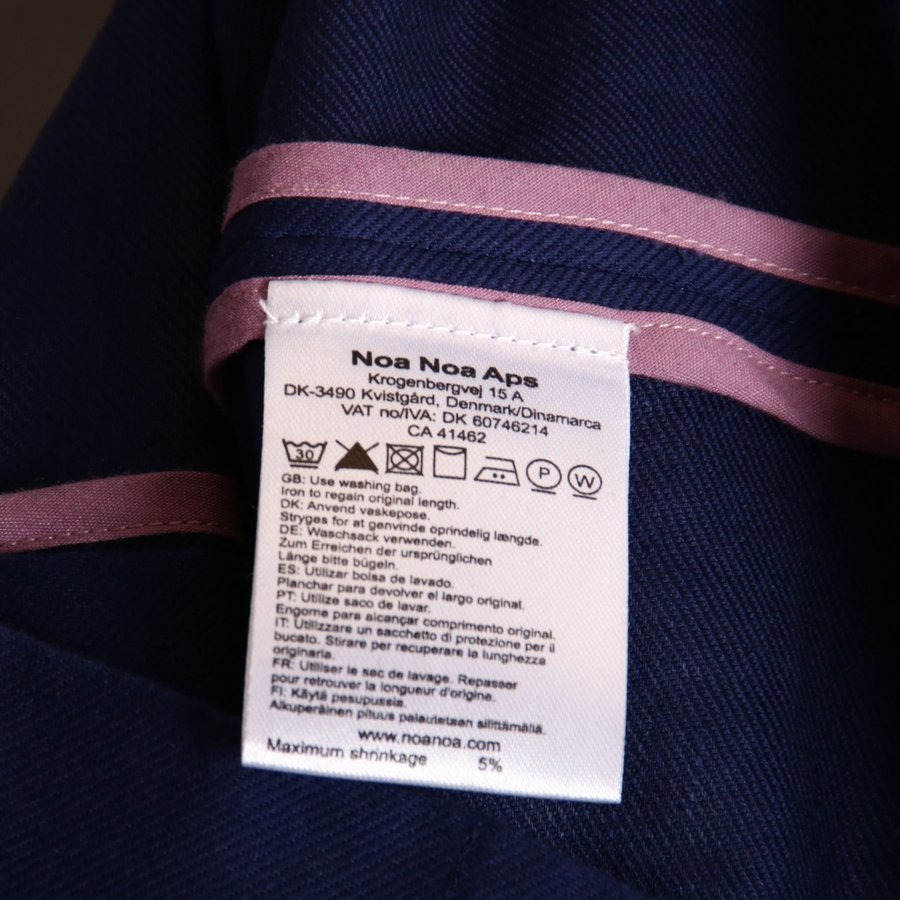 Noa Noa Aps
Krogenbergvej 15 A
DK-3490 Kvistgård, Denmark/Dinamarca
VAT no/IVA: DK 60746214
CA 41462
30 P W
GB: Use washing bag.
Iron to regain original length.
DK: Anvend vaskepose.
Stryges for at genvinde oprindelig længde.
DE: Waschsack verwenden.
Zum Erreichen der ursprünglichen
Länge bitte bügeln.
ES: Utilizar bolsa de lavado.
Planchar para devolver el largo original.
PT: Utilize saco de lavar.
Engome para alcançar comprimento original.
IT: Utilizzare un sacchetto di protezione per il
bucato. Stirare per recuperare la lunghezza
originaria.
FR: Utiliser le sac de lavage. Repasser
pour retrouver la longueur d'origine.
FI: Käytä pesupussia.
Alkuperäinen pituus palautetaan silittämällä.
www.noanoa.com
Maximum shrinkage 5%